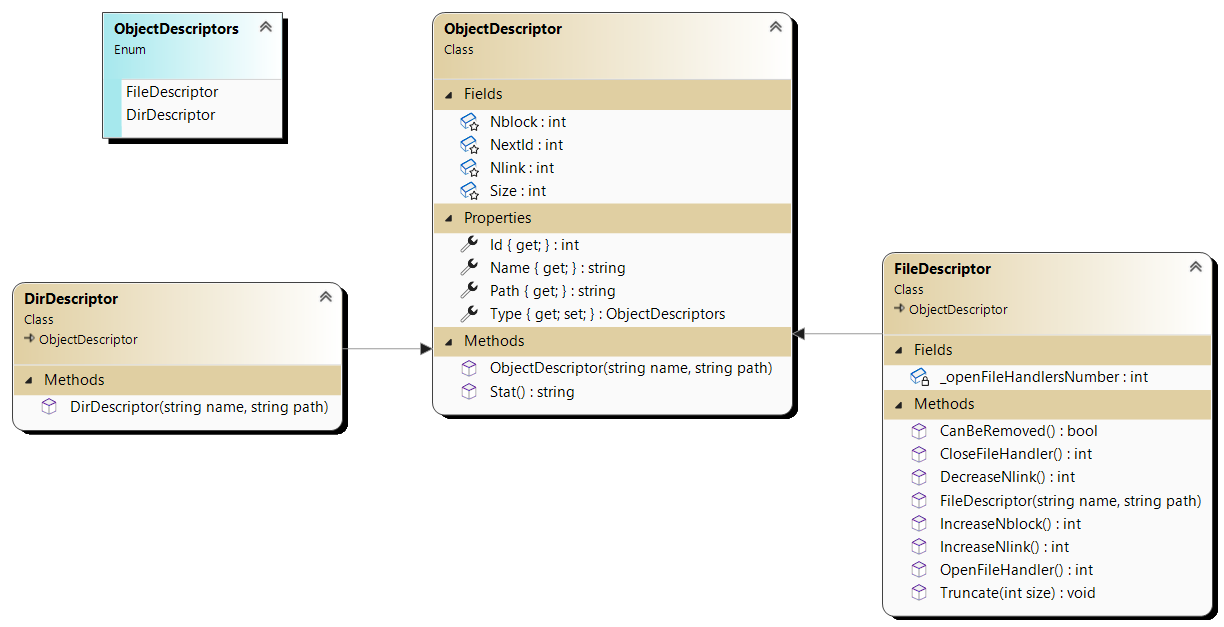 ObjectDescriptors
Enum
FileDescriptor
DirDescriptor
ObjectDescriptor
Class
Fields
Nblock : int
NextId : int
Nlink : int
Size : int
Properties
Id { get; } : int
Name { get; } : string
Path { get; } : string
Type { get; set; } : ObjectDescriptors
Methods
ObjectDescriptor(string name, string path)
Stat() : string
DirDescriptor
Class
ObjectDescriptor
Methods
DirDescriptor(string name, string path)
FileDescriptor
Class
ObjectDescriptor
Fields
_openFileHandlersNumber : int
Methods
CanBeRemoved() : bool
CloseFileHandler() : int
DecreaseNlink() : int
FileDescriptor(string name, string path)
IncreaseNblock() : int
IncreaseNlink() : int
OpenFileHandler() : int
Truncate(int size) : void